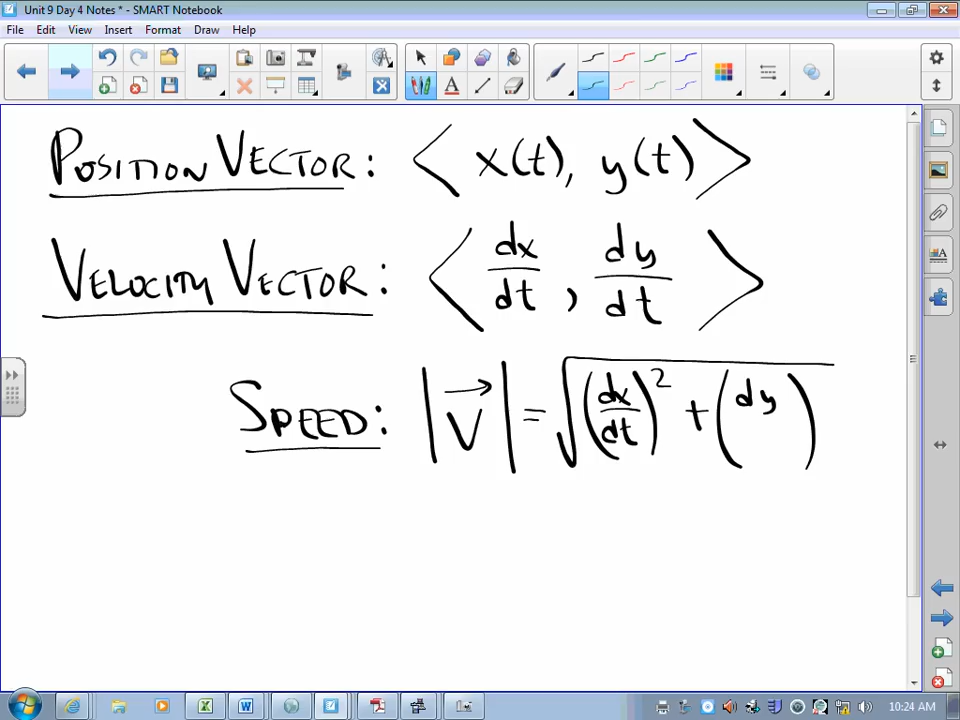 Unit 9 Day 4 Notes * - SMART Notebook
File Edit View Insert Format Draw Help
POSITION VECTOR: < x(t), y(t) >
VELOCITY VECTOR: < dx/dt, dy/dt >
SPEED: |V⃗| = √(dx/dt)² + (dy )
10:24 AM